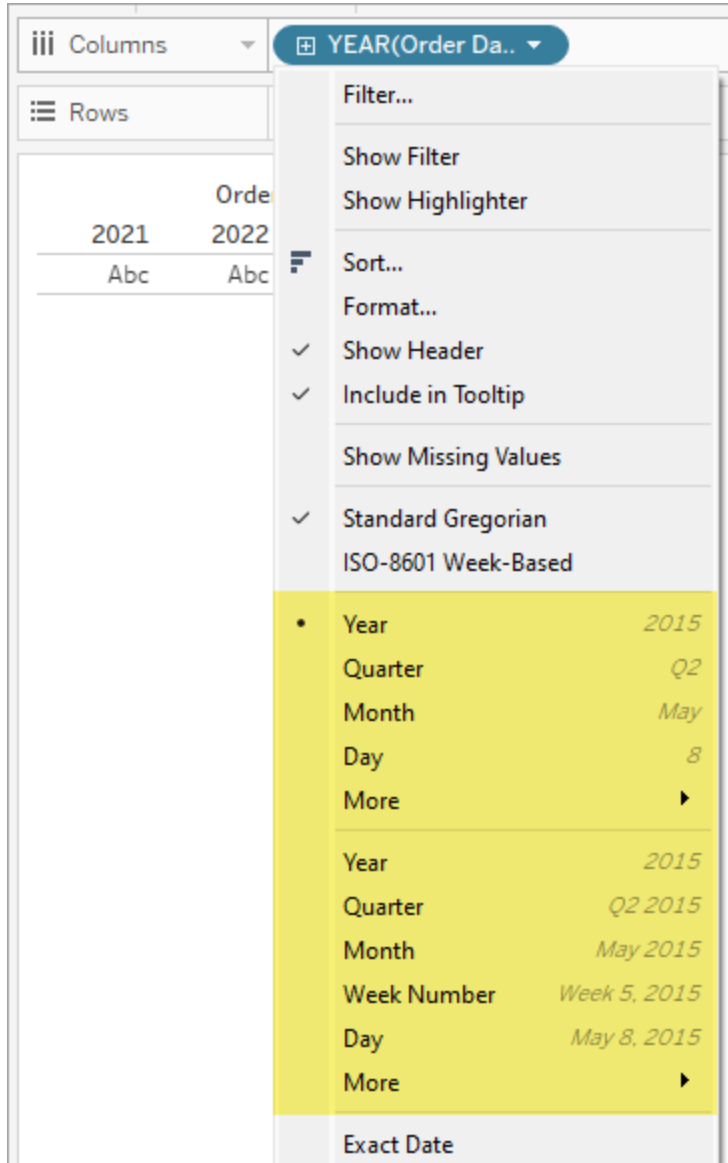 Columns YEAR(Order Da..
Rows
Filter...
Show Filter
Orde
Show Highlighter
2021 2022
Abc Abc
Sort...
Format...
Show Header
Include in Tooltip
Show Missing Values
Standard Gregorian
ISO-8601 Week-Based
Year 2015
Quarter Q2
Month May
Day 8
More
Year 2015
Quarter Q2 2015
Month May 2015
Week Number Week 5, 2015
Day May 8, 2015
More
Exact Date